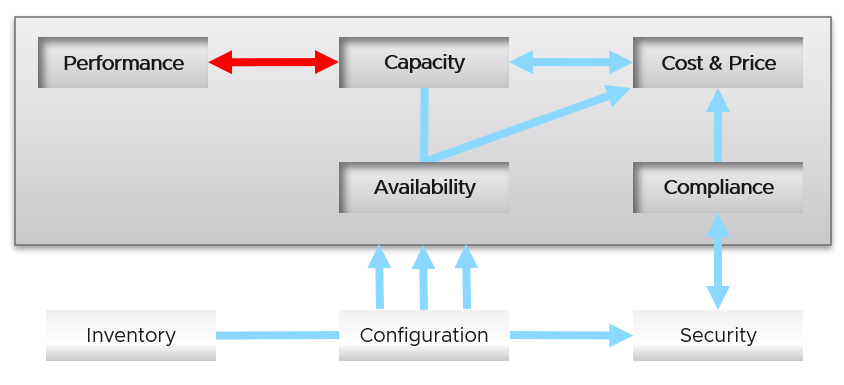 Performance
Capacity
Cost & Price
Availability
Compliance
Inventory
Configuration
Security